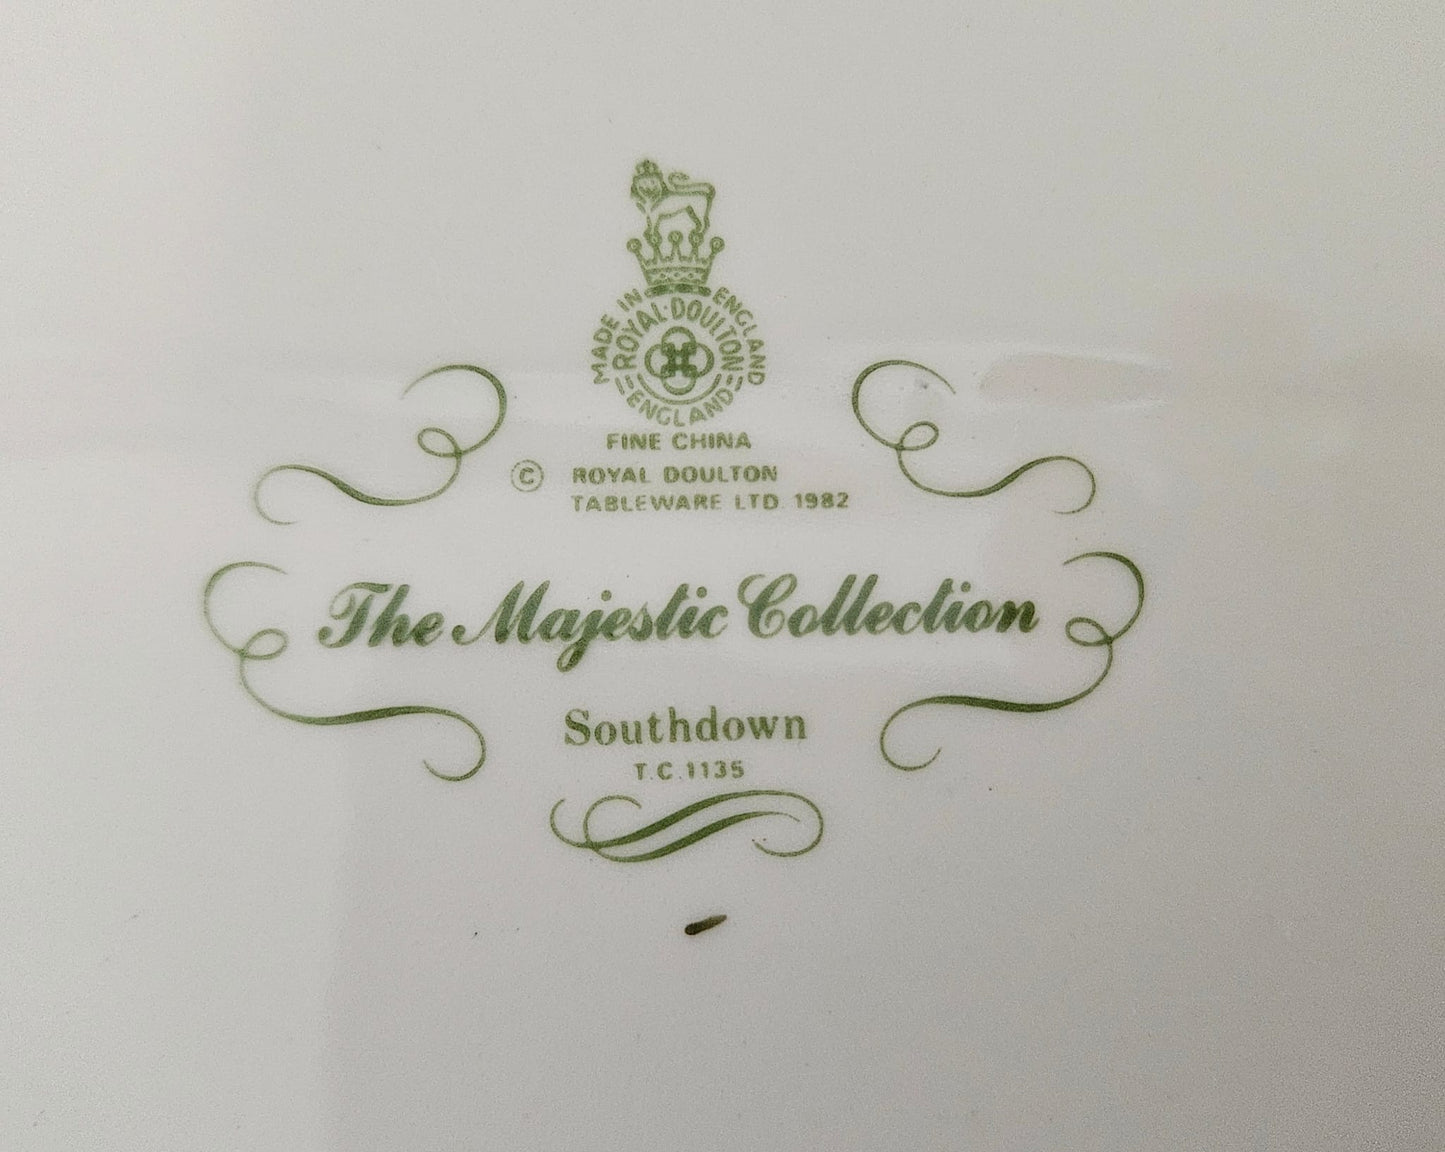 MADE IN ENGLAND
ROYAL·DOULTON
ENGLAND
FINE CHINA
© ROYAL DOULTON
TABLEWARE LTD. 1982
The Majestic Collection
Southdown
T.C.1135